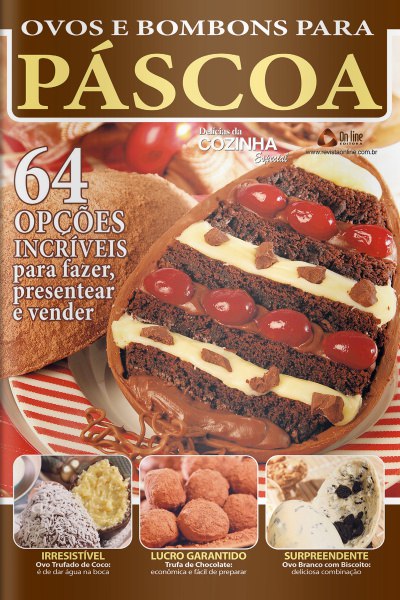 OVOS E BOMBONS PARA
PÁSCOA
Delícias da
COZINHA
Especial
On line
EDITORA
www.revistaonline.com.br
64
OPÇÕES
INCRÍVEIS
para fazer,
presentear
e vender
IRRESISTÍVEL
Ovo Trufado de Coco:
é de dar água na boca
LUCRO GARANTIDO
Trufa de Chocolate:
econômica e fácil de preparar
SURPREENDENTE
Ovo Branco com Biscoito:
deliciosa combinação